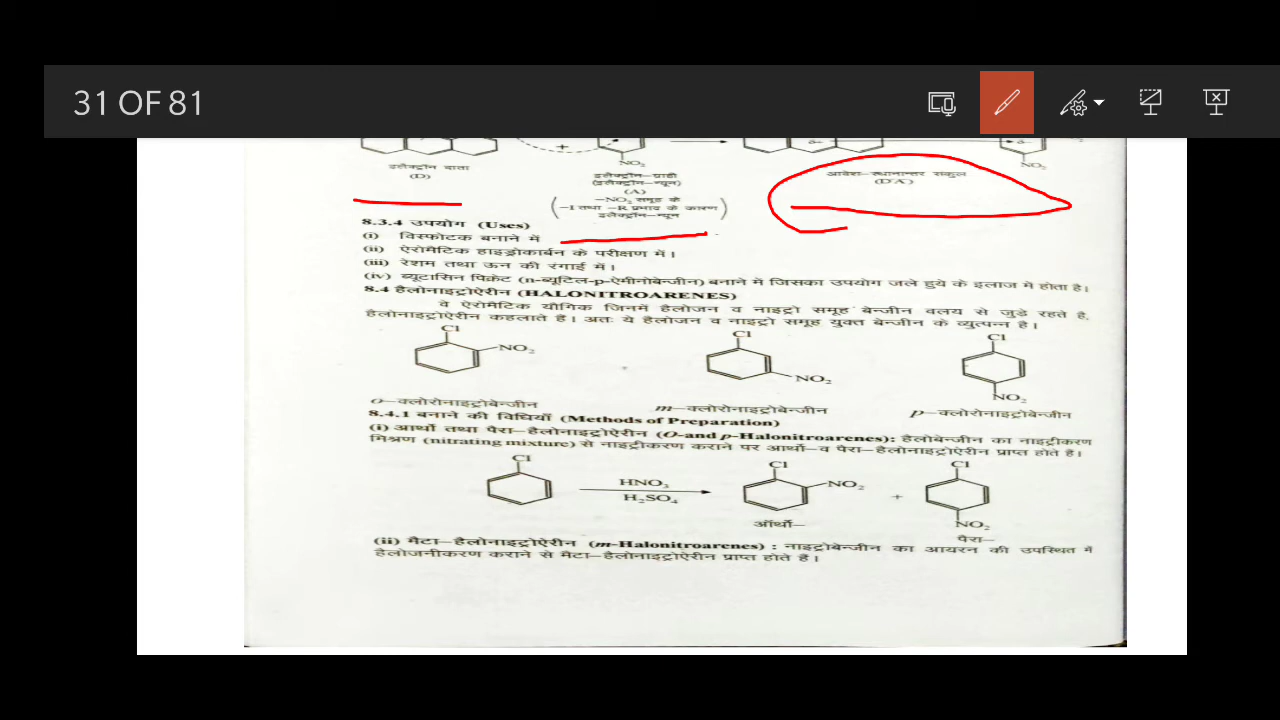 31 OF 81
NO₂
NO₂
इलैक्ट्रॉन दाता
(D)
इलैक्ट्रॉन-ग्राही
(इलैक्ट्रॉन-न्यून)
(A)
–NO₂ समूह के
–I तथा –R प्रभाव के कारण
इलैक्ट्रॉन-न्यून
आवेश-स्थानान्तर संकुल
8.3.4 उपयोग (Uses)
(i) विस्फोटक बनाने में
(ii) ऐरोमैटिक हाइड्रोकार्बन के परीक्षण में।
(iii) रेशम तथा ऊन की रंगाई में।
(iv) ब्यूटासिन पिक्रेट (n-ब्यूटिल-p-ऐमीनोबेन्जीन) बनाने में जिसका उपयोग जले हुये के इलाज में होता है।
8.4 हैलोनाइट्रोऐरीन (HALONITROARENES)
वे ऐरोमैटिक यौगिक जिनमें हैलोजन व नाइट्रो समूह बेन्जीन वलय से जुडे रहते है,
हैलोनाइट्रोऐरीन कहलाते हैं। अतः ये हैलोजन व नाइट्रो समूह युक्त बेन्जीन के व्युत्पन्न है।
Cl
NO₂
Cl
NO₂
Cl
NO₂
o–क्लोरोनाइट्रोबेन्जीन
m–क्लोरोनाइट्रोबेन्जीन
p–क्लोरोनाइट्रोबेन्जीन
8.4.1 बनाने की विधियाँ (Methods of Preparation)
(i) आर्थो तथा पैरा–हैलोनाइट्रोऐरीन (O-and p-Halonitroarenes): हैलोबेन्जीन का नाइट्रीकरण
मिश्रण (nitrating mixture) से नाइट्रीकरण कराने पर आर्थो–व पैरा–हैलोनाइट्रोऐरीन प्राप्त होते हैं।
Cl
HNO₃
H₂SO₄
Cl
NO₂
+
Cl
NO₂
ऑर्थो–
पैरा–
(ii) मैटा–हैलोनाइट्रोऐरीन (m-Halonitroarenes) : नाइट्रोबेन्जीन का आयरन की उपस्थित में
हैलोजनीकरण कराने से मैटा–हैलोनाइट्रोऐरीन प्राप्त होते हैं।